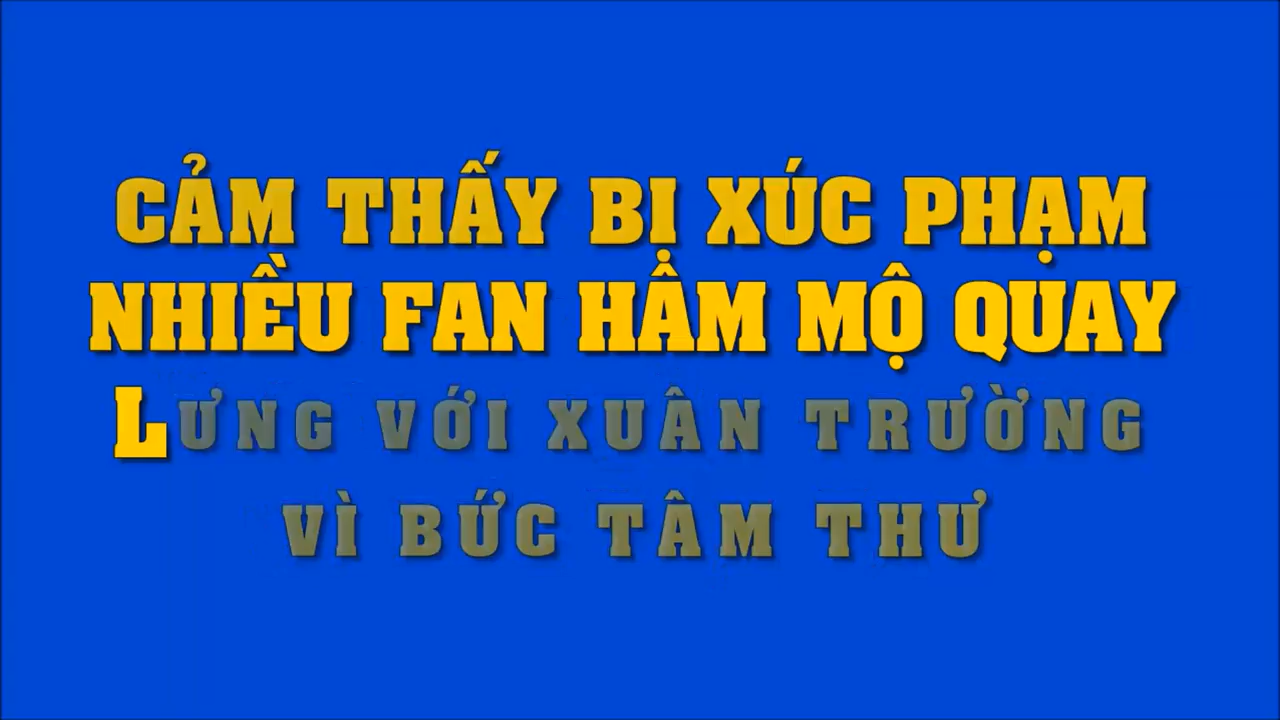 CẢM THẤY BỊ XÚC PHẠM
NHIỀU FAN HÂM MỘ QUAY
LƯNG VỚI XUÂN TRƯỜNG
VÌ BỨC TÂM THƯ